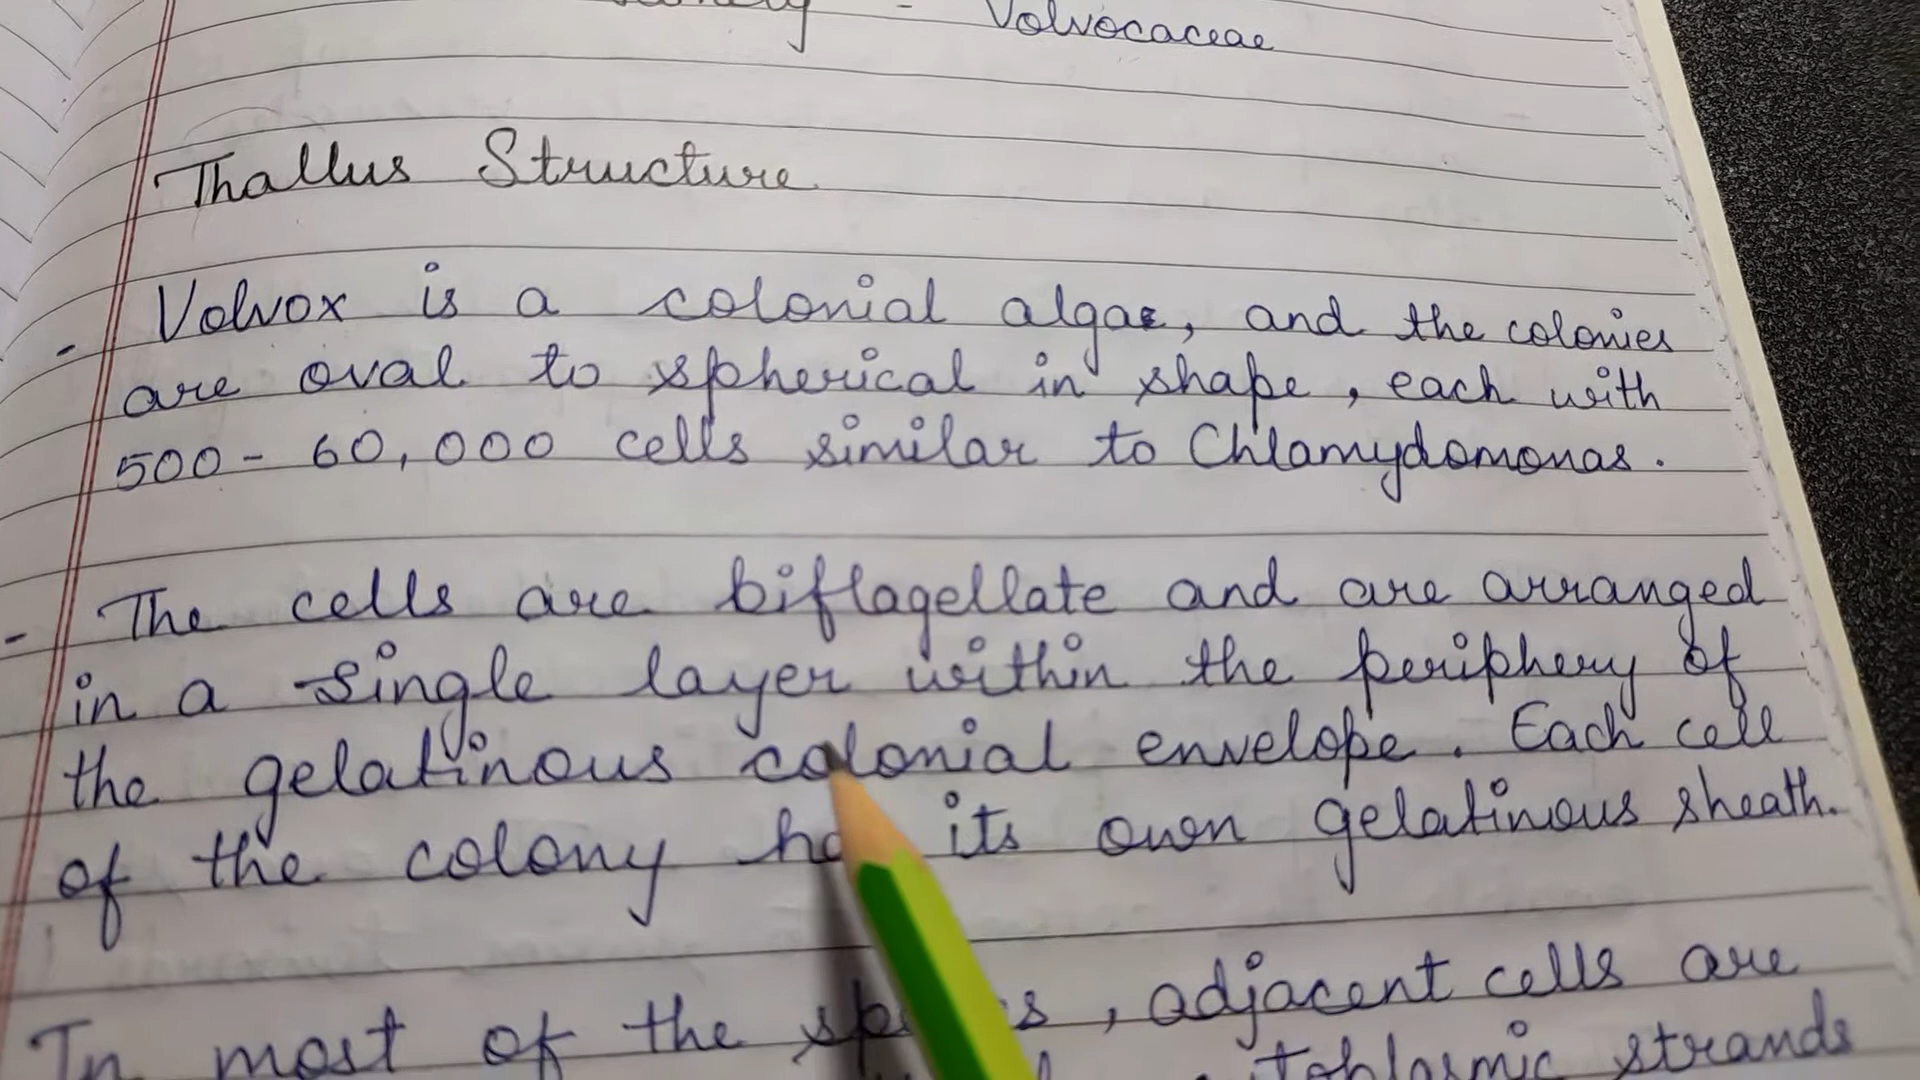 - Volvocaceae
Thallus Structure
- Volvox is a colonial algae, and the colonies
are oval to spherical in shape, each with
500-60,000 cells similar to Chlamydomonas.
- The cells are biflagellate and are arranged
in a single layer within the periphery of
the gelatinous colonial envelope. Each cell
of the colony its own gelatinous sheath.
In most of the , adjacent cells are
strands